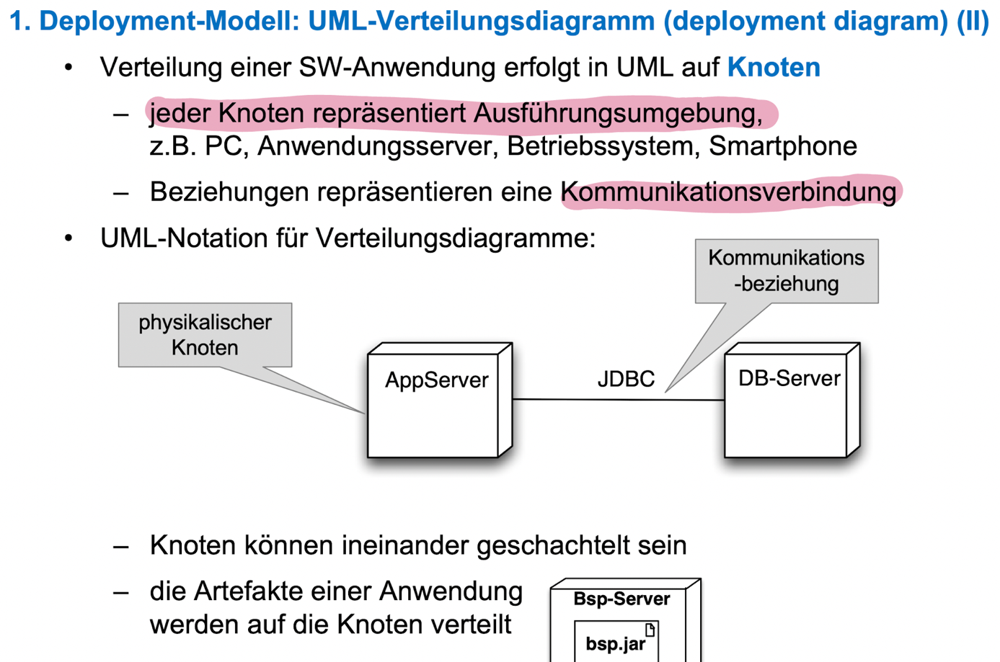 1. Deployment-Modell: UML-Verteilungsdiagramm (deployment diagram) (II)
• Verteilung einer SW-Anwendung erfolgt in UML auf Knoten
– jeder Knoten repräsentiert Ausführungsumgebung,
z.B. PC, Anwendungsserver, Betriebssystem, Smartphone
– Beziehungen repräsentieren eine Kommunikationsverbindung
• UML-Notation für Verteilungsdiagramme:
Kommunikations
-beziehung
physikalischer
Knoten
AppServer
JDBC
DB-Server
– Knoten können ineinander geschachtelt sein
– die Artefakte einer Anwendung
werden auf die Knoten verteilt
Bsp-Server
bsp.jar